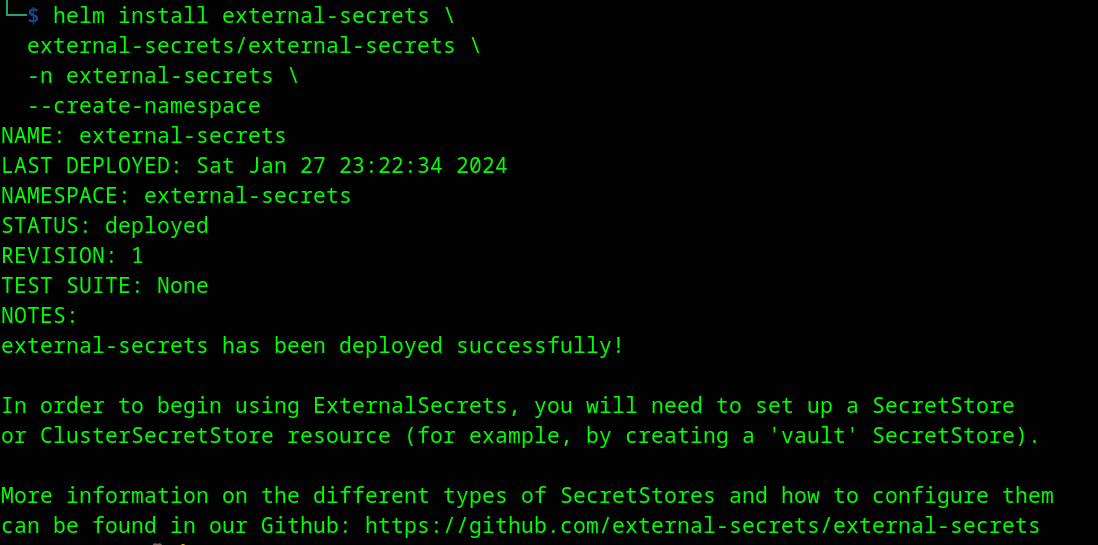 └─$ helm install external-secrets \
  external-secrets/external-secrets \
  -n external-secrets \
  --create-namespace
NAME: external-secrets
LAST DEPLOYED: Sat Jan 27 23:22:34 2024
NAMESPACE: external-secrets
STATUS: deployed
REVISION: 1
TEST SUITE: None
NOTES:
external-secrets has been deployed successfully!

In order to begin using ExternalSecrets, you will need to set up a SecretStore
or ClusterSecretStore resource (for example, by creating a 'vault' SecretStore).

More information on the different types of SecretStores and how to configure them
can be found in our Github: https://github.com/external-secrets/external-secrets